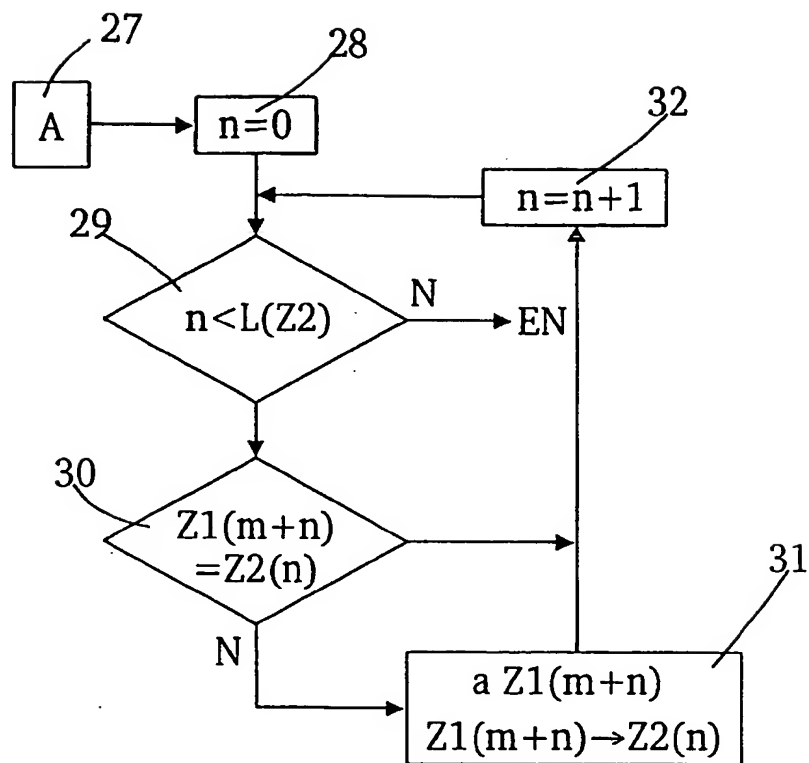 27
28
A
n=0
32
n=n+1
29
n<L(Z2)
N
EN
30
Z1(m+n)
=Z2(n)
N
31
a Z1(m+n)
Z1(m+n)→Z2(n)